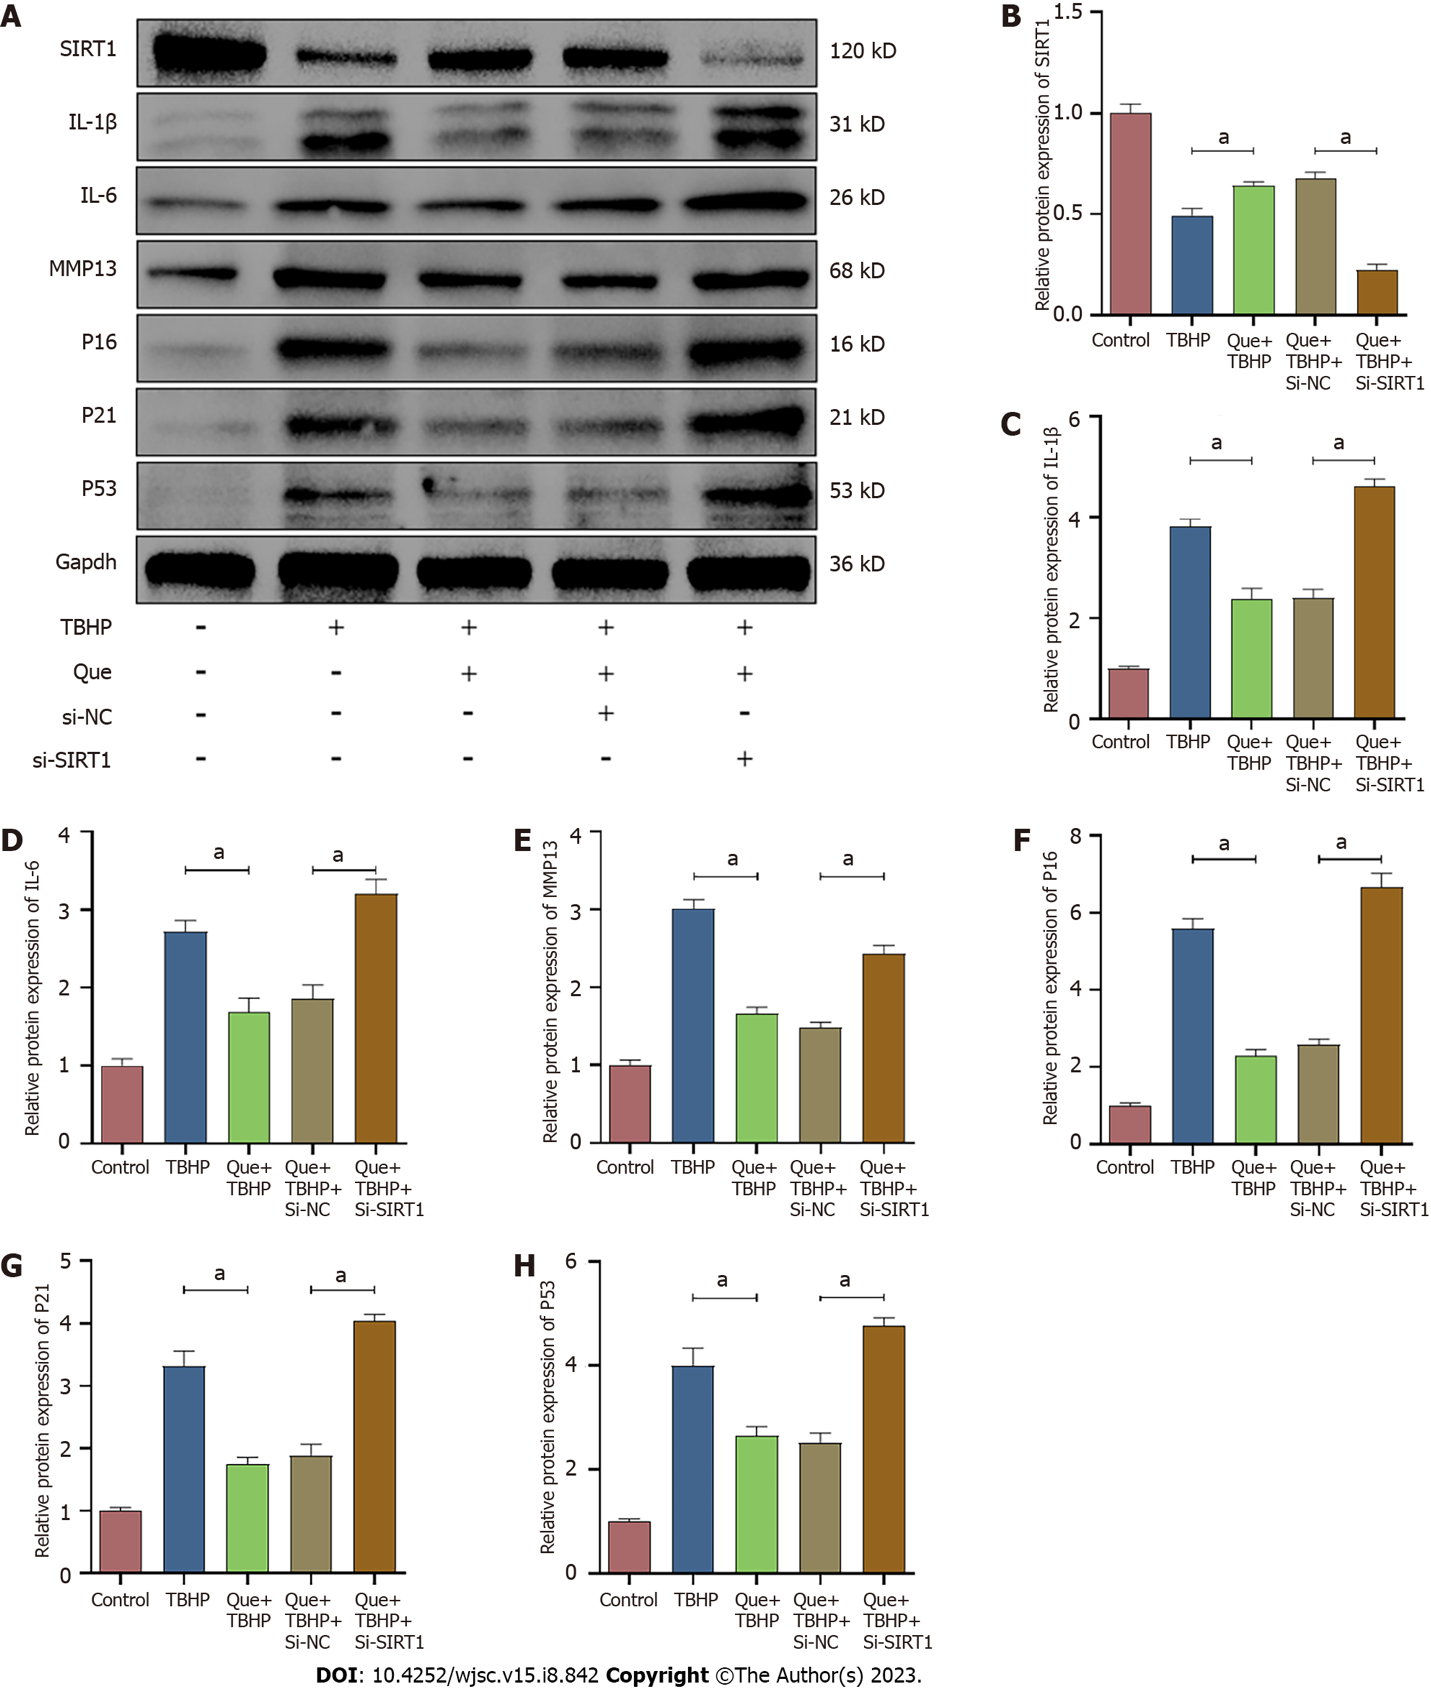 A
SIRT1
120 kD
IL-1β
31 kD
IL-6
26 kD
MMP13
68 kD
P16
16 kD
P21
21 kD
P53
53 kD
Gapdh
36 kD
TBHP - + + + +
Que - - + + +
si-NC - - - + -
si-SIRT1 - - - - +
B
Relative protein expression of SIRT1
1.5
1.0
0.5
0.0
a
a
Control
TBHP
Que+
TBHP
Que+
TBHP+
Si-NC
Que+
TBHP+
Si-SIRT1
C
Relative protein expression of IL-1β
6
4
2
0
a
a
Control
TBHP
Que+
TBHP
Que+
TBHP+
Si-NC
Que+
TBHP+
Si-SIRT1
D
Relative protein expression of IL-6
4
3
2
1
0
a
a
Control
TBHP
Que+
TBHP
Que+
TBHP+
Si-NC
Que+
TBHP+
Si-SIRT1
E
Relative protein expression of MMP13
4
3
2
1
0
a
a
Control
TBHP
Que+
TBHP
Que+
TBHP+
Si-NC
Que+
TBHP+
Si-SIRT1
F
Relative protein expression of P16
8
6
4
2
0
a
a
Control
TBHP
Que+
TBHP
Que+
TBHP+
Si-NC
Que+
TBHP+
Si-SIRT1
G
Relative protein expression of P21
5
4
3
2
1
0
a
a
Control
TBHP
Que+
TBHP
Que+
TBHP+
Si-NC
Que+
TBHP+
Si-SIRT1
H
Relative protein expression of P53
6
4
2
0
a
a
Control
TBHP
Que+
TBHP
Que+
TBHP+
Si-NC
Que+
TBHP+
Si-SIRT1
DOI: 10.4252/wjsc.v15.i8.842 Copyright ©The Author(s) 2023.